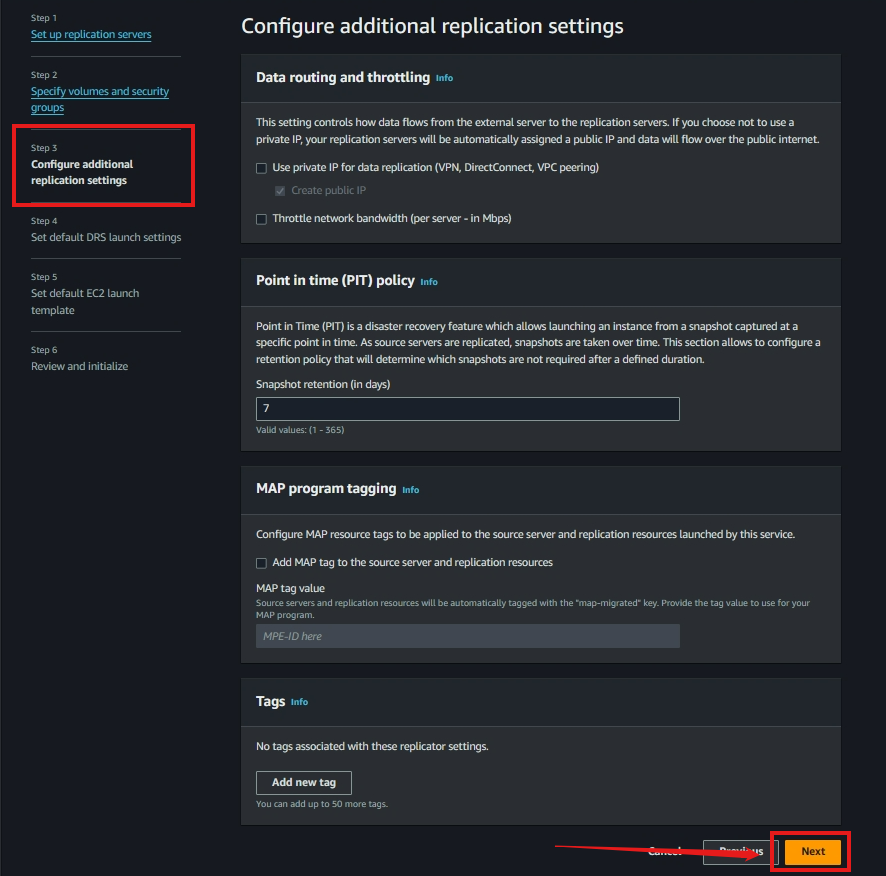 Step 1
Set up replication servers
Step 2
Specify volumes and security
groups
Step 3
Configure additional
replication settings
Step 4
Set default DRS launch settings
Step 5
Set default EC2 launch
template
Step 6
Review and initialize
Configure additional replication settings
Data routing and throttling Info
This setting controls how data flows from the external server to the replication servers. If you choose not to use a
private IP, your replication servers will be automatically assigned a public IP and data will flow over the public internet.
Use private IP for data replication (VPN, DirectConnect, VPC peering)
Create public IP
Throttle network bandwidth (per server - in Mbps)
Point in time (PIT) policy Info
Point in Time (PIT) is a disaster recovery feature which allows launching an instance from a snapshot captured at a
specific point in time. As source servers are replicated, snapshots are taken over time. This section allows to configure a
retention policy that will determine which snapshots are not required after a defined duration.
Snapshot retention (in days)
7
Valid values: (1 - 365)
MAP program tagging Info
Configure MAP resource tags to be applied to the source server and replication resources launched by this service.
Add MAP tag to the source server and replication resources
MAP tag value
Source servers and replication resources will be automatically tagged with the "map-migrated" key. Provide the tag value to use for your
MAP program.
MPE-ID here
Tags Info
No tags associated with these replicator settings.
Add new tag
You can add up to 50 more tags.
Cancel Previous Next